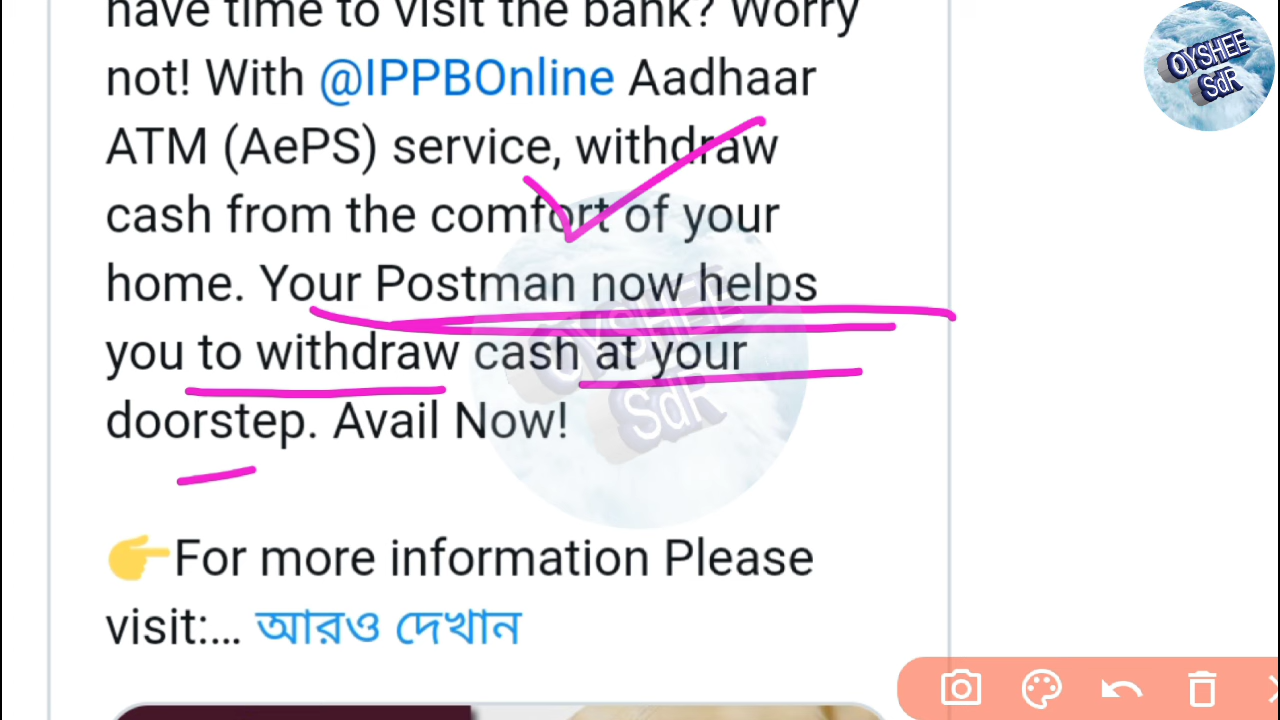 have time to visit the bank? Worry
not! With @IPPBOnline Aadhaar
ATM (AePS) service, withdraw
cash from the comfort of your
home. Your Postman now helps
you to withdraw cash at your
doorstep. Avail Now!
👉For more information Please
visit:... আরও দেখান
OYSHEE
SdR
OYSHEE
SdR